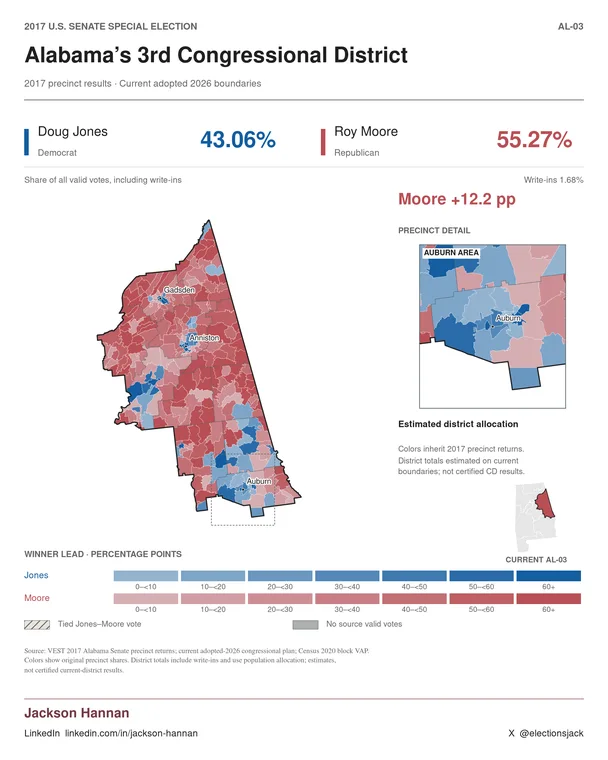 2017 U.S. SENATE SPECIAL ELECTION
AL-03
Alabama's 3rd Congressional District
2017 precinct results · Current adopted 2026 boundaries
Doug Jones
Democrat
43.06%
Roy Moore
Republican
55.27%
Share of all valid votes, including write-ins
Write-ins 1.68%
Moore +12.2 pp
PRECINCT DETAIL
AUBURN AREA
Auburn
Gadsden
Anniston
Auburn
Estimated district allocation
Colors inherit 2017 precinct returns.
District totals estimated on current
boundaries; not certified CD results.
CURRENT AL-03
WINNER LEAD · PERCENTAGE POINTS
Jones
0–<10 10–<20 20–<30 30–<40 40–<50 50–<60 60+
Moore
0–<10 10–<20 20–<30 30–<40 40–<50 50–<60 60+
Tied Jones–Moore vote
No source valid votes
Source: VEST 2017 Alabama Senate precinct returns; current adopted-2026 congressional plan; Census 2020 block VAP.
Colors show original precinct shares. District totals include write-ins and use population allocation; estimates,
not certified current-district results.
Jackson Hannan
LinkedIn linkedin.com/in/jackson-hannan
X @electionsjack